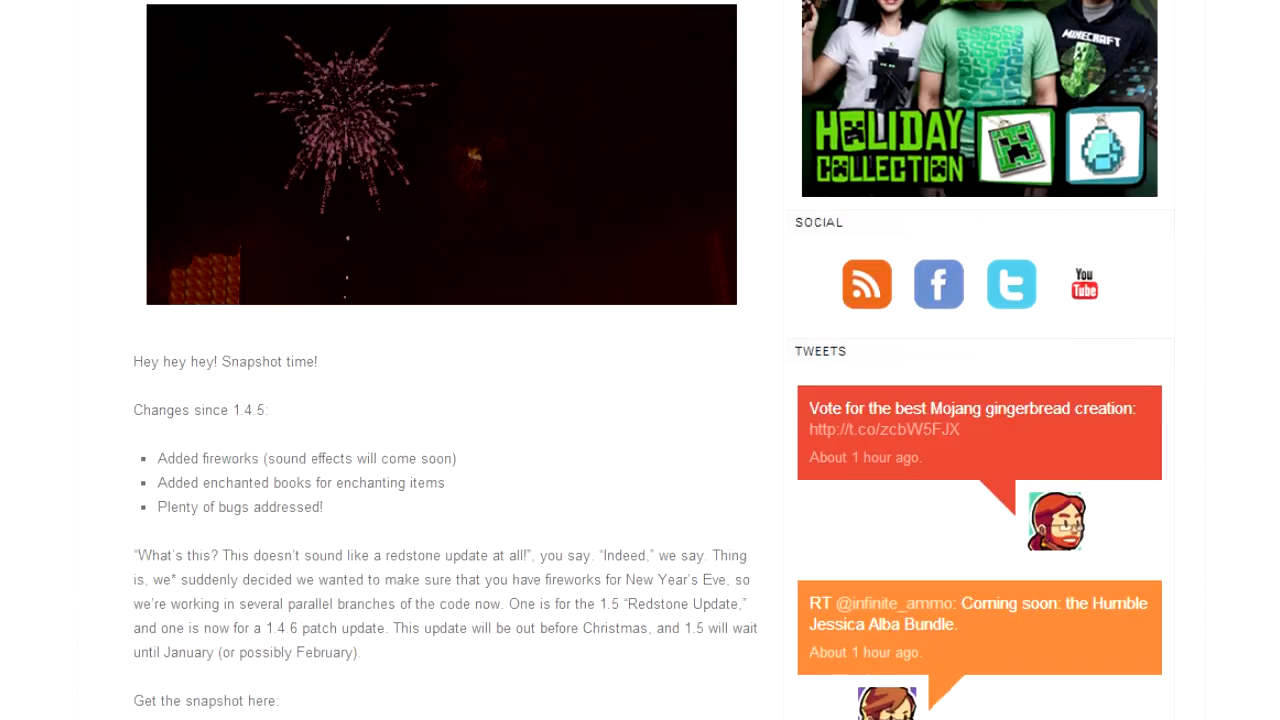 MINECRAFT
HOLIDAY
COLLECTION
SOCIAL
You
Tube
Hey hey hey! Snapshot time!
Changes since 1.4.5:
▪ Added fireworks (sound effects will come soon)
▪ Added enchanted books for enchanting items
▪ Plenty of bugs addressed!
“What’s this? This doesn’t sound like a redstone update at all!”, you say. “Indeed,” we say. Thing
is, we* suddenly decided we wanted to make sure that you have fireworks for New Year’s Eve, so
we’re working in several parallel branches of the code now. One is for the 1.5 “Redstone Update,”
and one is now for a 1.4.6 patch update. This update will be out before Christmas, and 1.5 will wait
until January (or possibly February).
Get the snapshot here:
TWEETS
Vote for the best Mojang gingerbread creation:
http://t.co/zcbW5FJX
About 1 hour ago.
RT @infinite_ammo: Coming soon: the Humble
Jessica Alba Bundle.
About 1 hour ago.